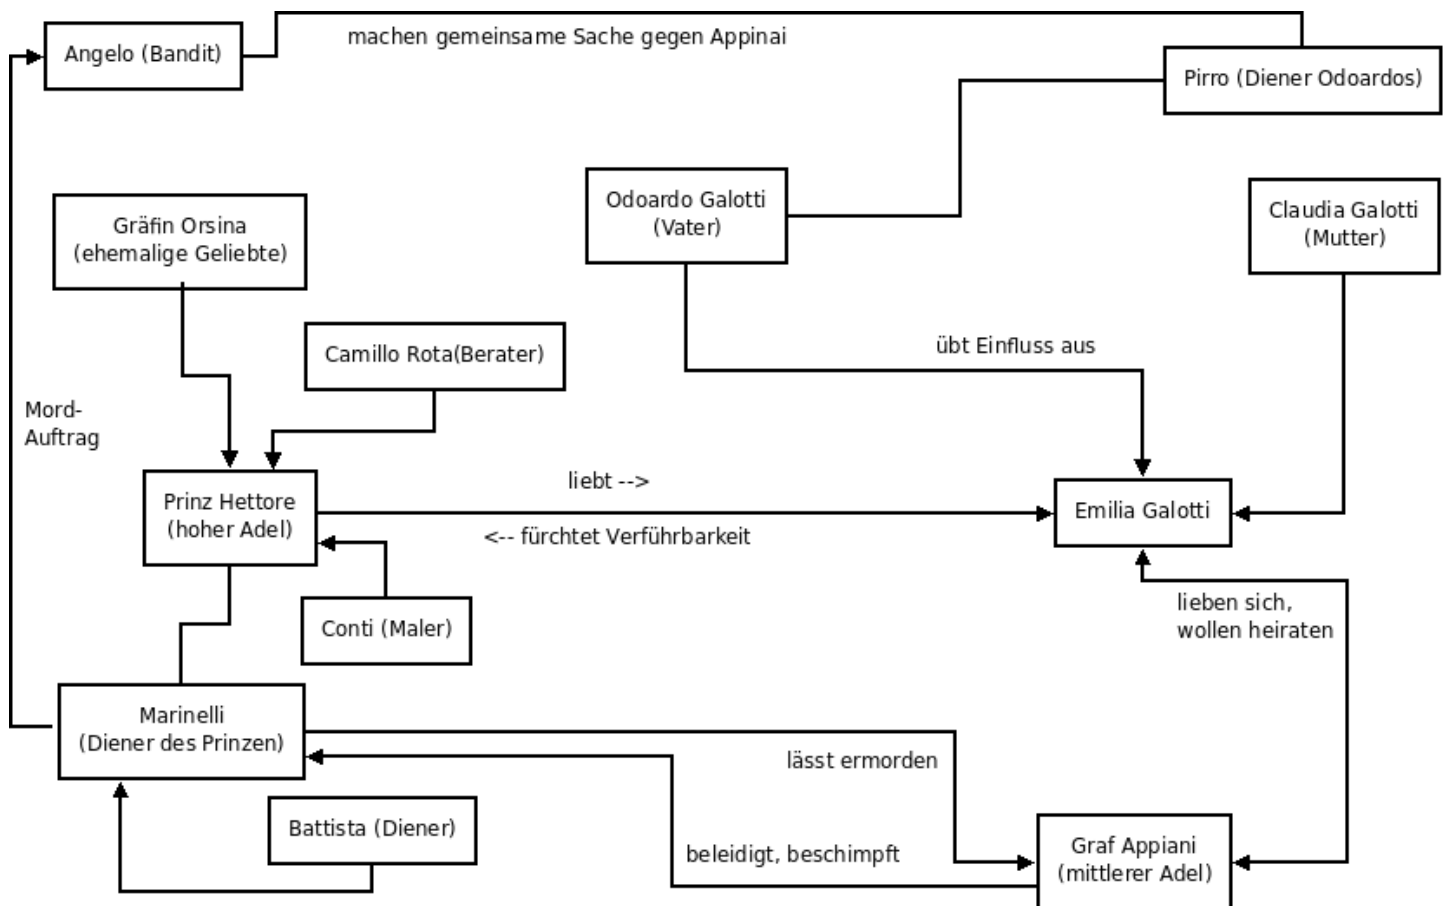 machen gemeinsame Sache gegen Appinai
Angelo (Bandit)
Pirro (Diener Odoardos)
Odoardo Galotti
(Vater)
Claudia Galotti
(Mutter)
Gräfin Orsina
(ehemalige Geliebte)
Camillo Rota(Berater)
übt Einfluss aus
Mord-
Auftrag
Prinz Hettore
(hoher Adel)
liebt -->
<-- fürchtet Verführbarkeit
Emilia Galotti
Conti (Maler)
lieben sich,
wollen heiraten
Marinelli
(Diener des Prinzen)
lässt ermorden
Battista (Diener)
beleidigt, beschimpft
Graf Appiani
(mittlerer Adel)